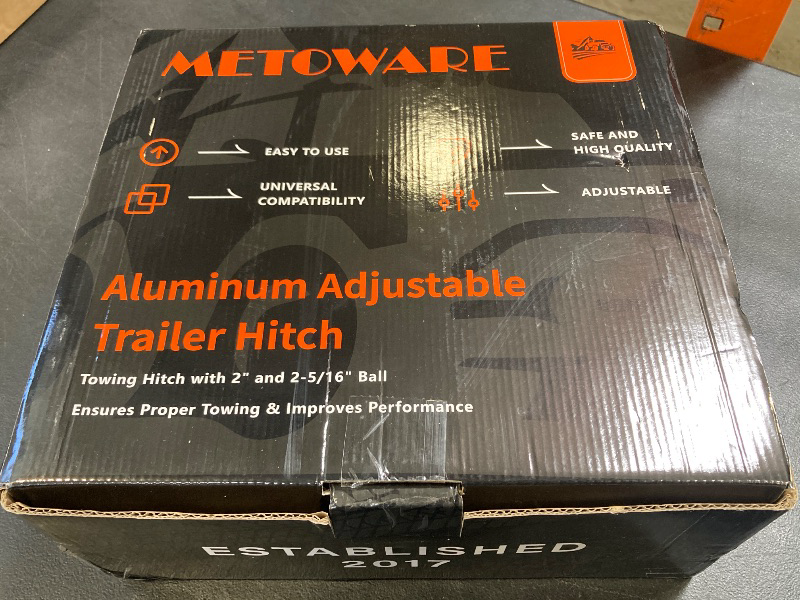 METOWARE
EASY TO USE
SAFE AND
HIGH QUALITY
UNIVERSAL
COMPATIBILITY
ADJUSTABLE
Aluminum Adjustable
Trailer Hitch
Towing Hitch with 2" and 2-5/16" Ball
Ensures Proper Towing & Improves Performance
ESTABLISHED
2017